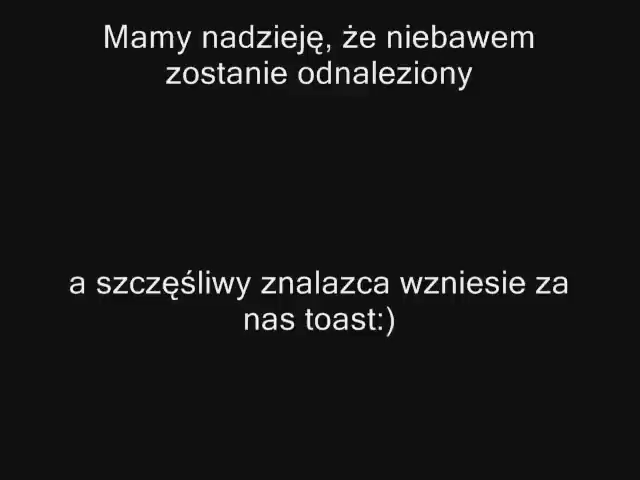 Mamy nadzieję, że niebawem
zostanie odnaleziony
a szczęśliwy znalazca wzniesie za
nas toast:)